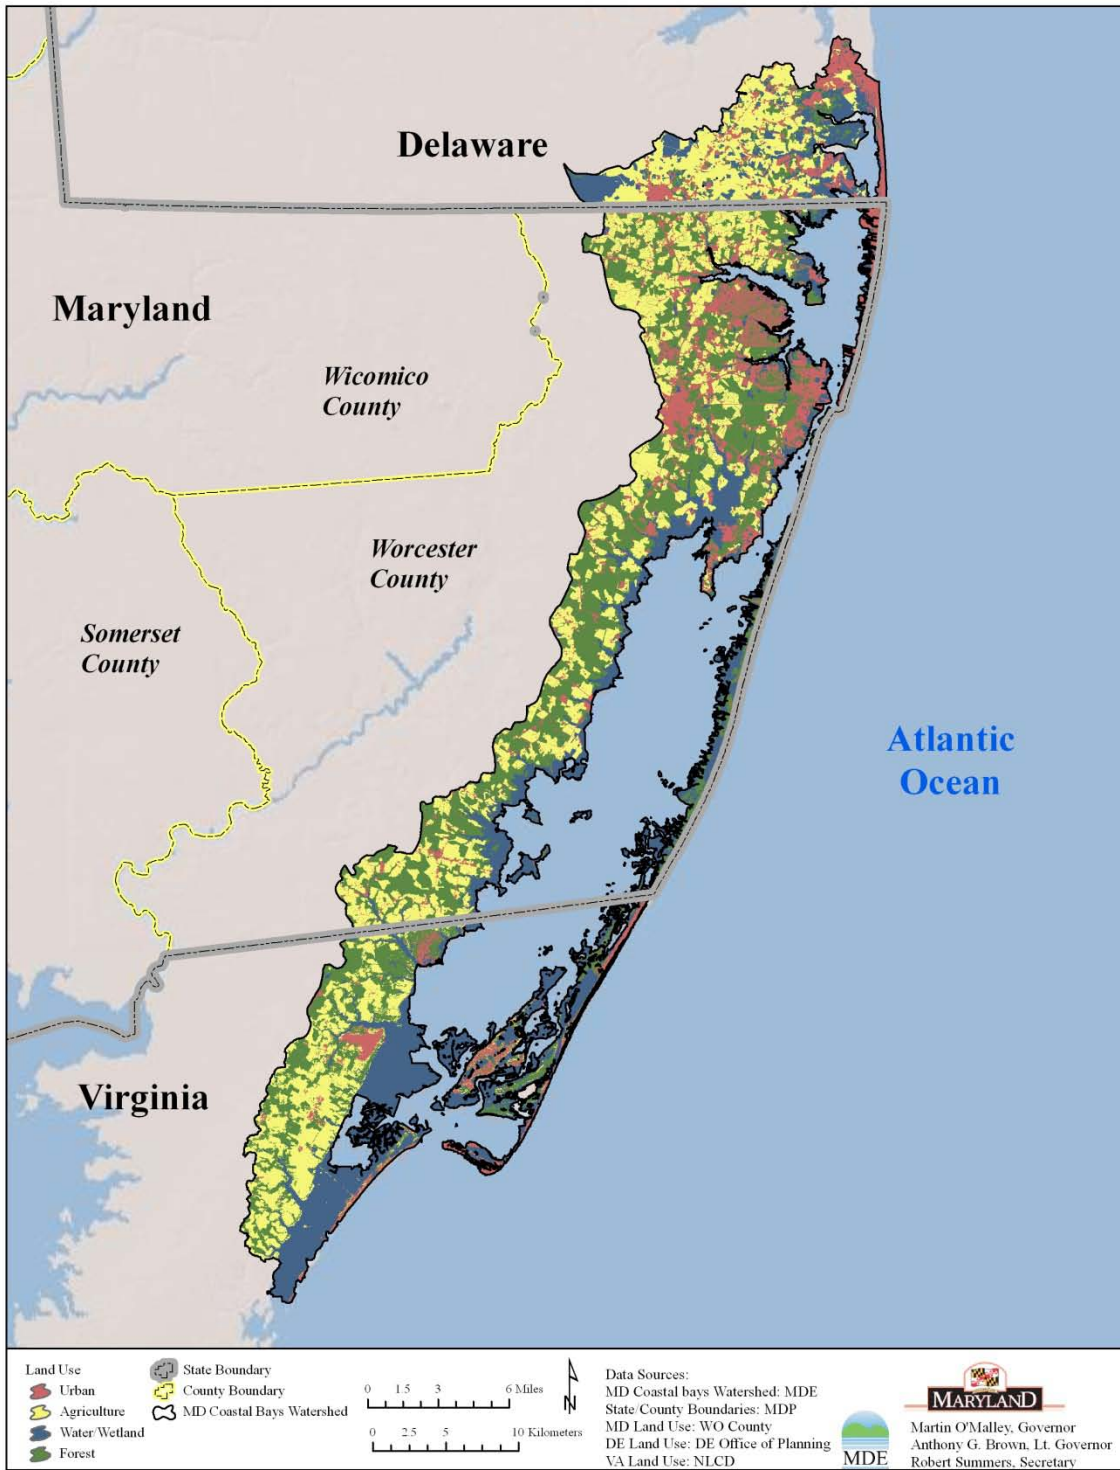 Delaware
Maryland
Wicomico
County
Worcester
County
Somerset
County
Atlantic
Ocean
Virginia
Land Use
Urban
Agriculture
Water/Wetland
Forest
State Boundary
County Boundary
MD Coastal Bays Watershed
0 1.5 3 6 Miles
0 2.5 5 10 Kilometers
N
Data Sources:
MD Coastal bays Watershed: MDE
State/County Boundaries: MDP
MD Land Use: WO County
DE Land Use: DE Office of Planning
VA Land Use: NLCD
MDE
MARYLAND
Martin O'Malley, Governor
Anthony G. Brown, Lt. Governor
Robert Summers, Secretary